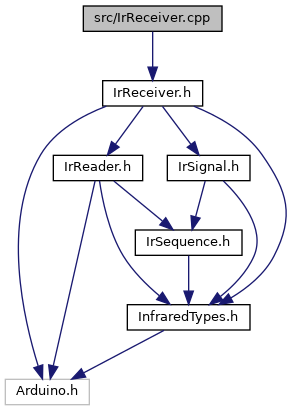 src/IrReceiver.cpp
IrReceiver.h
IrReader.h
IrSignal.h
IrSequence.h
InfraredTypes.h
Arduino.h